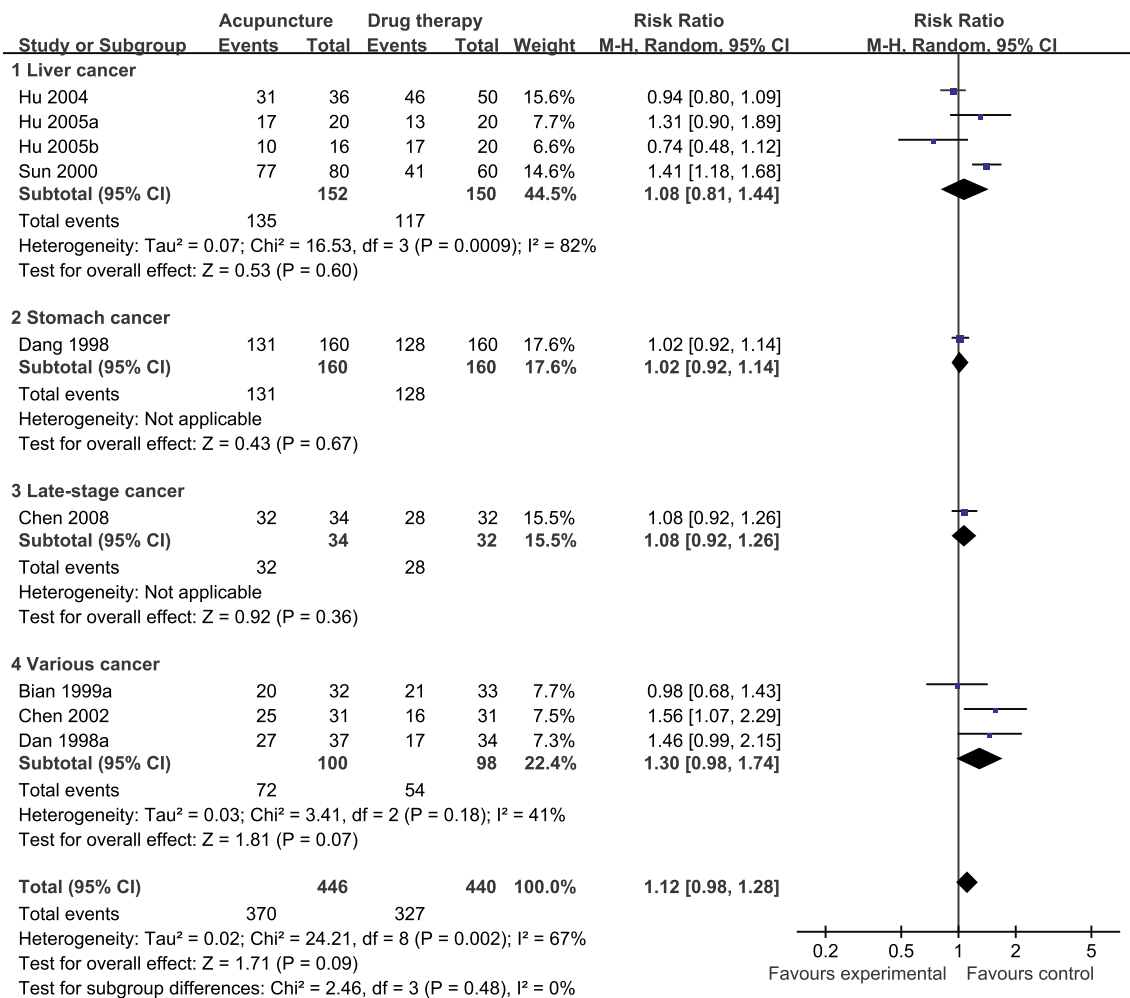 Acupuncture Drug therapy Risk Ratio Risk Ratio
Study or Subgroup Events Total Events Total Weight M-H, Random, 95% CI M-H, Random, 95% CI
1 Liver cancer
Hu 2004 31 36 46 50 15.6% 0.94 [0.80, 1.09]
Hu 2005a 17 20 13 20 7.7% 1.31 [0.90, 1.89]
Hu 2005b 10 16 17 20 6.6% 0.74 [0.48, 1.12]
Sun 2000 77 80 41 60 14.6% 1.41 [1.18, 1.68]
Subtotal (95% CI) 152 150 44.5% 1.08 [0.81, 1.44]
Total events 135 117
Heterogeneity: Tau² = 0.07; Chi² = 16.53, df = 3 (P = 0.0009); I² = 82%
Test for overall effect: Z = 0.53 (P = 0.60)
2 Stomach cancer
Dang 1998 131 160 128 160 17.6% 1.02 [0.92, 1.14]
Subtotal (95% CI) 160 160 17.6% 1.02 [0.92, 1.14]
Total events 131 128
Heterogeneity: Not applicable
Test for overall effect: Z = 0.43 (P = 0.67)
3 Late-stage cancer
Chen 2008 32 34 28 32 15.5% 1.08 [0.92, 1.26]
Subtotal (95% CI) 34 32 15.5% 1.08 [0.92, 1.26]
Total events 32 28
Heterogeneity: Not applicable
Test for overall effect: Z = 0.92 (P = 0.36)
4 Various cancer
Bian 1999a 20 32 21 33 7.7% 0.98 [0.68, 1.43]
Chen 2002 25 31 16 31 7.5% 1.56 [1.07, 2.29]
Dan 1998a 27 37 17 34 7.3% 1.46 [0.99, 2.15]
Subtotal (95% CI) 100 98 22.4% 1.30 [0.98, 1.74]
Total events 72 54
Heterogeneity: Tau² = 0.03; Chi² = 3.41, df = 2 (P = 0.18); I² = 41%
Test for overall effect: Z = 1.81 (P = 0.07)
Total (95% CI) 446 440 100.0% 1.12 [0.98, 1.28]
Total events 370 327
Heterogeneity: Tau² = 0.02; Chi² = 24.21, df = 8 (P = 0.002); I² = 67%
Test for overall effect: Z = 1.71 (P = 0.09)
Test for subgroup differences: Chi² = 2.46, df = 3 (P = 0.48), I² = 0%
0.2 0.5 1 2 5
Favours experimental Favours control